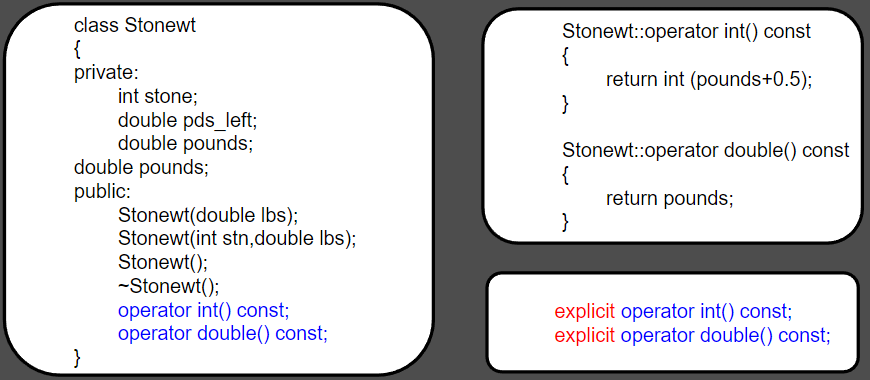 class Stonewt
{
private:
int stone;
double pds_left;
double pounds;
double pounds;
public:
Stonewt(double lbs);
Stonewt(int stn,double lbs);
Stonewt();
~Stonewt();
operator int() const;
operator double() const;
}
Stonewt::operator int() const
{
return int (pounds+0.5);
}
Stonewt::operator double() const
{
return pounds;
}
explicit operator int() const;
explicit operator double() const;